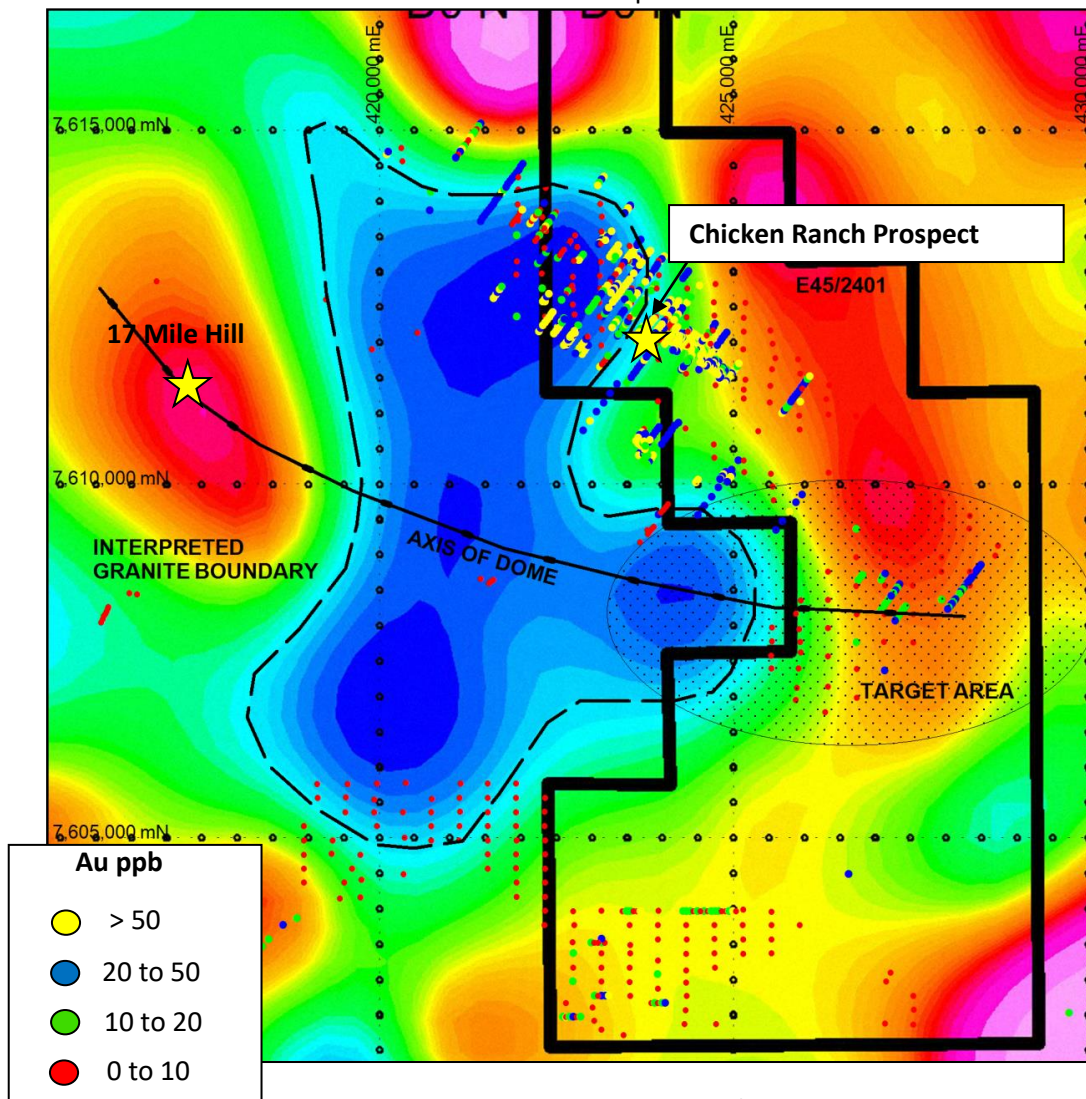 420,000 mE
425,000 mE
430,000 mE
7,615,000 mN
Chicken Ranch Prospect
E45/2401
17 Mile Hill
7,610,000 mN
INTERPRETED
GRANITE BOUNDARY
AXIS OF DOME
TARGET AREA
7,605,000 mN
Au ppb
> 50
20 to 50
10 to 20
0 to 10